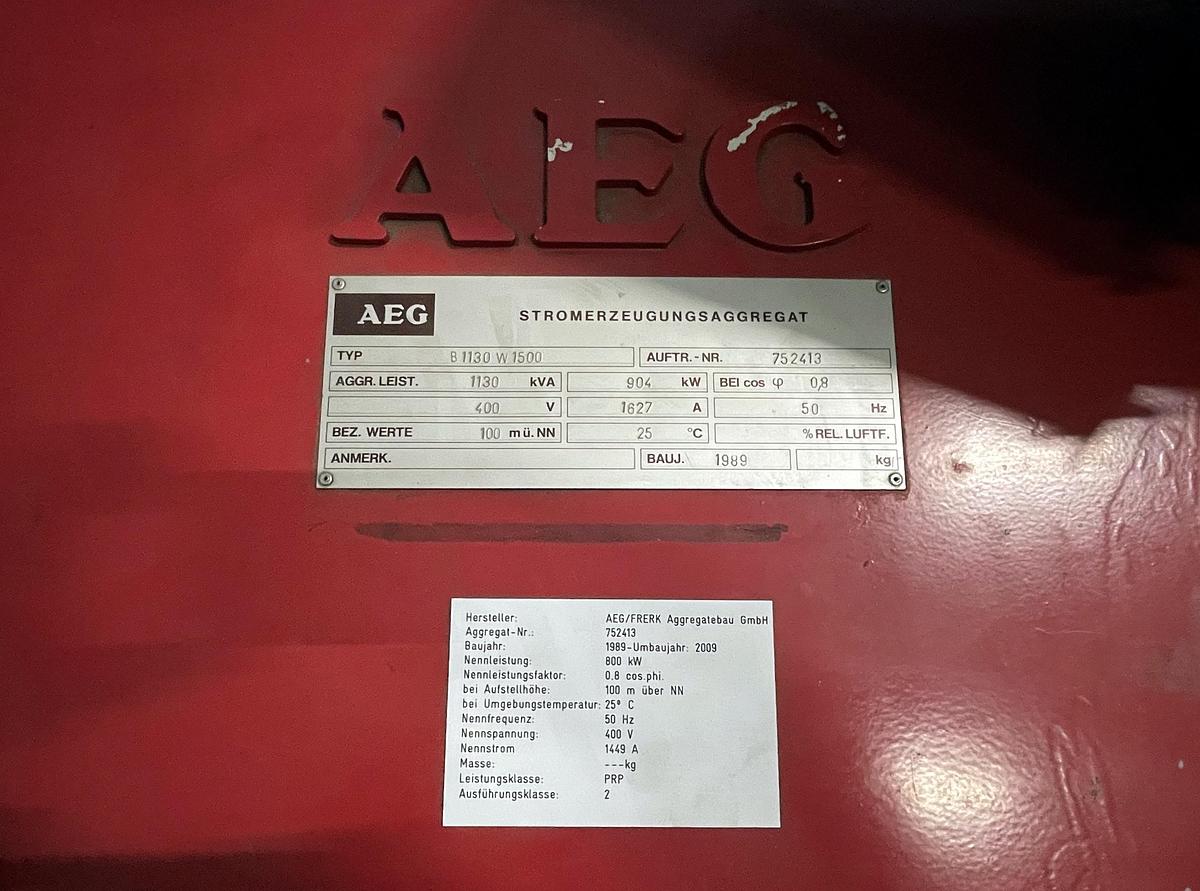 AEG
AEG STROMERZEUGUNGSAGGREGAT
TYP B 1130 W 1500 AUFTR.-NR. 752413
AGGR. LEIST. 1130 kVA 904 kW BEI cos φ 0,8
400 V 1627 A 50 Hz
BEZ. WERTE 100 m ü. NN 25 °C % REL. LUFTF.
ANMERK. BAUJ. 1989 kg
Hersteller: AEG/FRERK Aggregatebau GmbH
Aggregat-Nr.: 752413
Baujahr: 1989-Umbaujahr: 2009
Nennleistung: 800 kW
Nennleistungsfaktor: 0.8 cos.phi.
bei Aufstellhöhe: 100 m über NN
bei Umgebungstemperatur: 25° C
Nennfrequenz: 50 Hz
Nennspannung: 400 V
Nennstrom 1449 A
Masse: ---kg
Leistungsklasse: PRP
Ausführungsklasse: 2